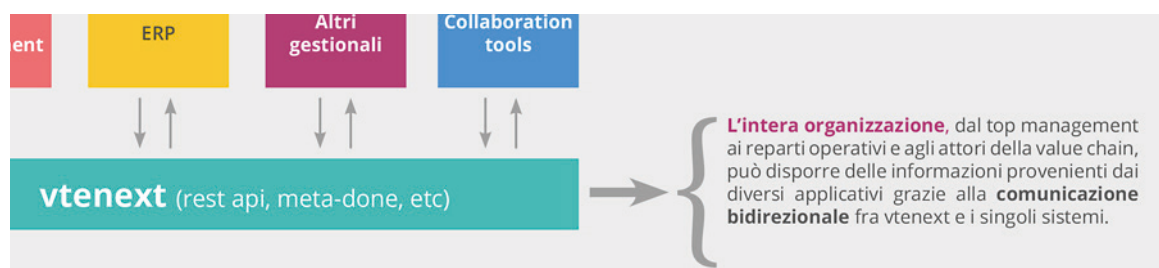 ment
ERP
Altri
gestionali
Collaboration
tools
vtenext (rest api, meta-done, etc)
L'intera organizzazione, dal top management
ai reparti operativi e agli attori della value chain,
può disporre delle informazioni provenienti dai
diversi applicativi grazie alla comunicazione
bidirezionale fra vtenext e i singoli sistemi.